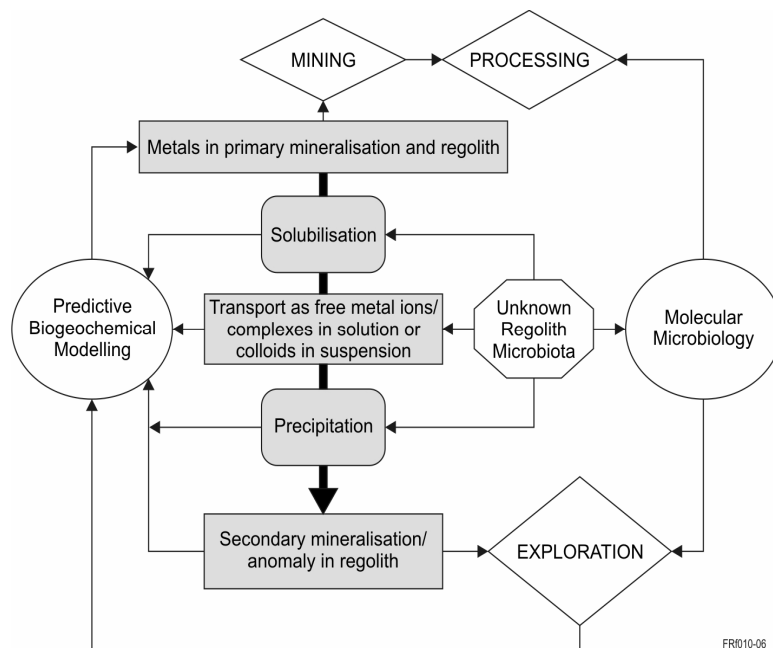 MINING
PROCESSING
Metals in primary mineralisation and regolith
Solubilisation
Predictive
Biogeochemical
Modelling
Transport as free metal ions/
complexes in solution or
colloids in suspension
Unknown
Regolith
Microbiota
Molecular
Microbiology
Precipitation
Secondary mineralisation/
anomaly in regolith
EXPLORATION
FRf010-06